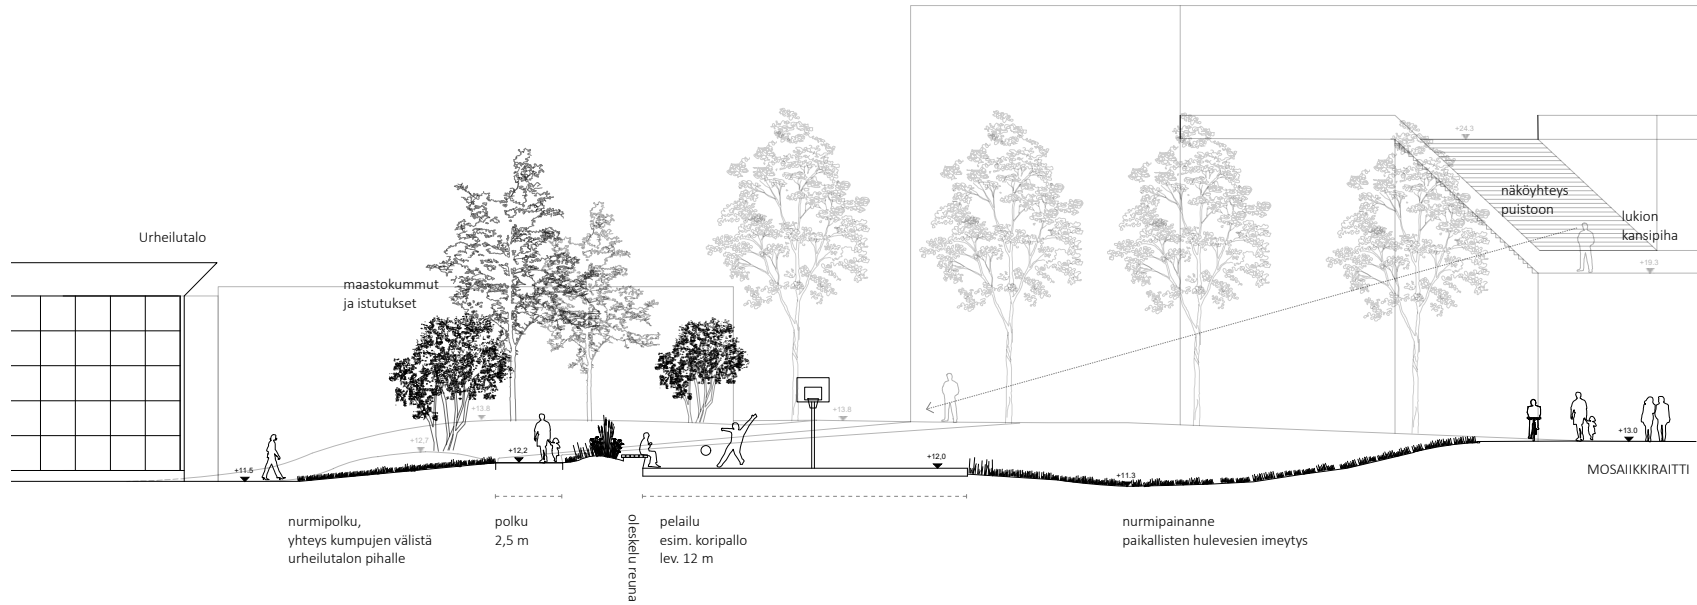 +24.3
näköyhteys
puistoon
lukion
kansipiha
+19.3
Urheilutalo
maastokummut
ja istutukset
+13.8
+13.8
+12.7
+12.2
+12,0
+11.5
+11.3
+13.0
MOSAIIKKIRAITTI
nurmipolku,
yhteys kumpujen välistä
urheilutalon pihalle
polku
2,5 m
oleskelu reuna
pelailu
esim. koripallo
lev. 12 m
nurmipainanne
paikallisten hulevesien imeytys